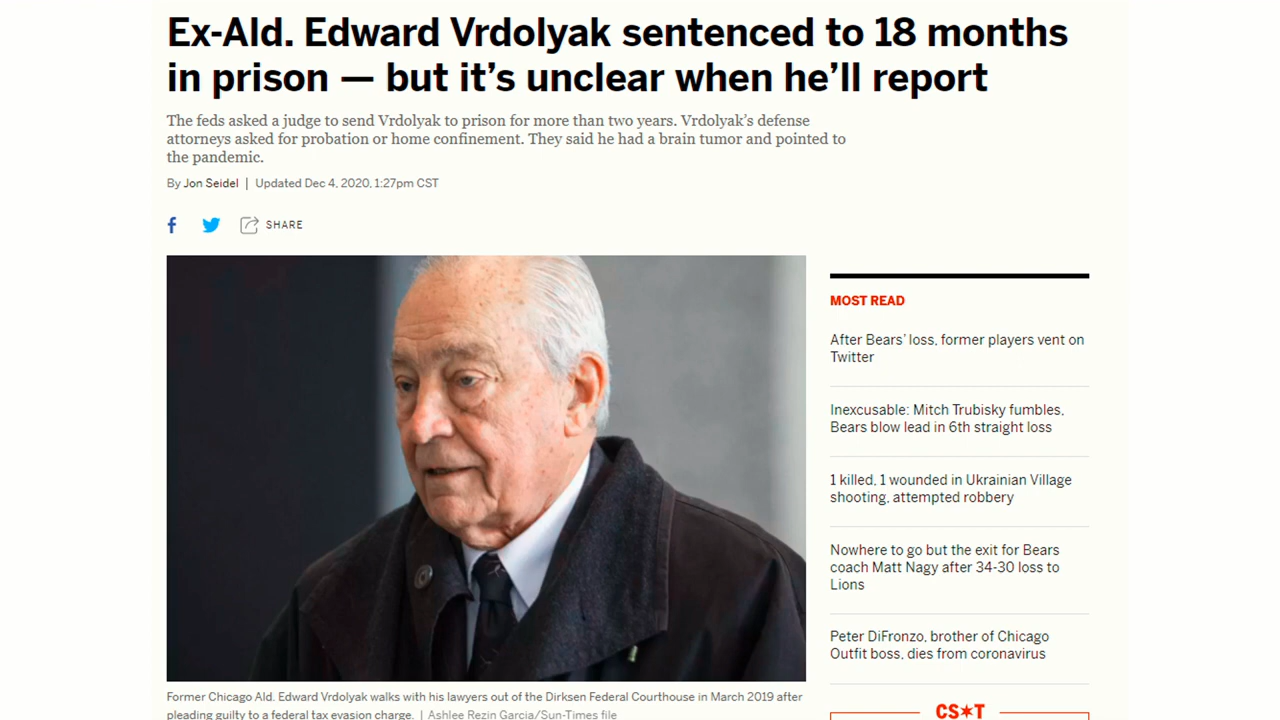 Ex-Ald. Edward Vrdolyak sentenced to 18 months
in prison — but it’s unclear when he’ll report
The feds asked a judge to send Vrdolyak to prison for more than two years. Vrdolyak’s defense
attorneys asked for probation or home confinement. They said he had a brain tumor and pointed to
the pandemic.
By Jon Seidel | Updated Dec 4, 2020, 1:27pm CST
SHARE
Former Chicago Ald. Edward Vrdolyak walks with his lawyers out of the Dirksen Federal Courthouse in March 2019 after
pleading guilty to a federal tax evasion charge. | Ashlee Rezin Garcia/Sun-Times file
MOST READ
After Bears’ loss, former players vent on
Twitter
Inexcusable: Mitch Trubisky fumbles,
Bears blow lead in 6th straight loss
1 killed, 1 wounded in Ukrainian Village
shooting, attempted robbery
Nowhere to go but the exit for Bears
coach Matt Nagy after 34-30 loss to
Lions
Peter DiFronzo, brother of Chicago
Outfit boss, dies from coronavirus
CS✶T